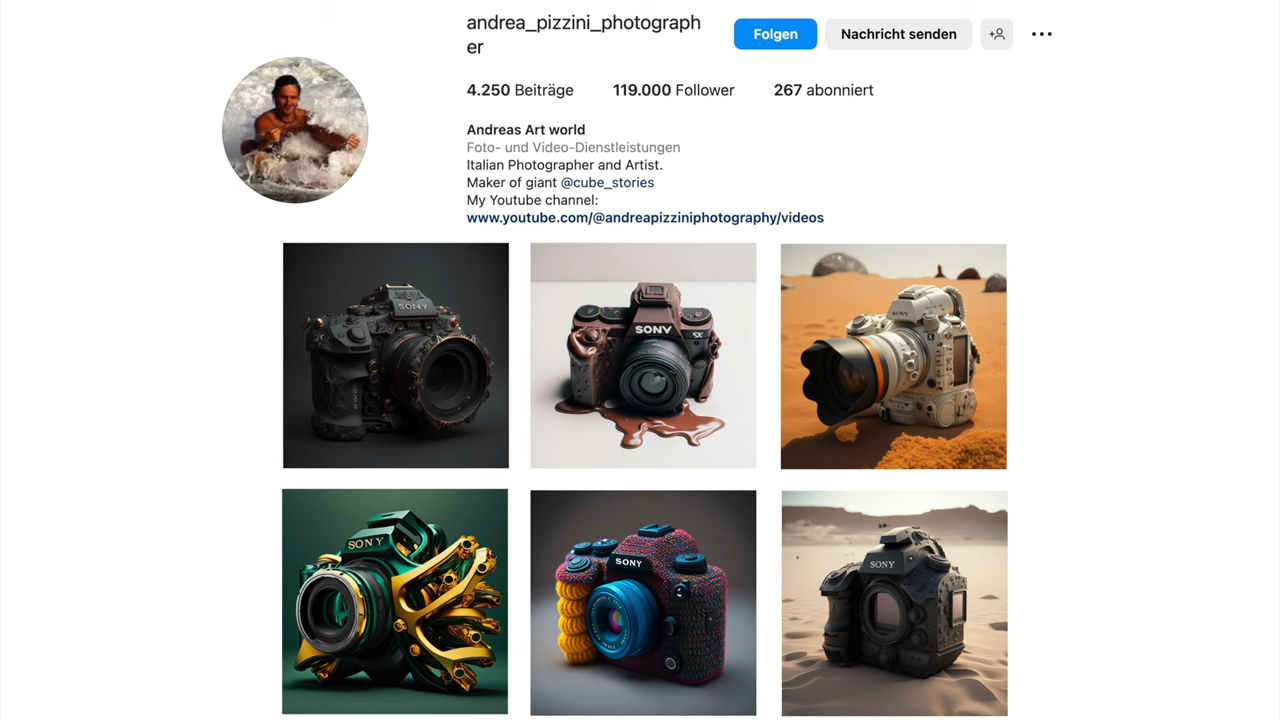 andrea_pizzini_photograph
er
Folgen
Nachricht senden
4.250 Beiträge
119.000 Follower
267 abonniert
Andreas Art world
Foto- und Video-Dienstleistungen
Italian Photographer and Artist.
Maker of giant @cube_stories
My Youtube channel:
www.youtube.com/@andreapizziniphotography/videos
SONY
SONY
SONY
SONY
SONY